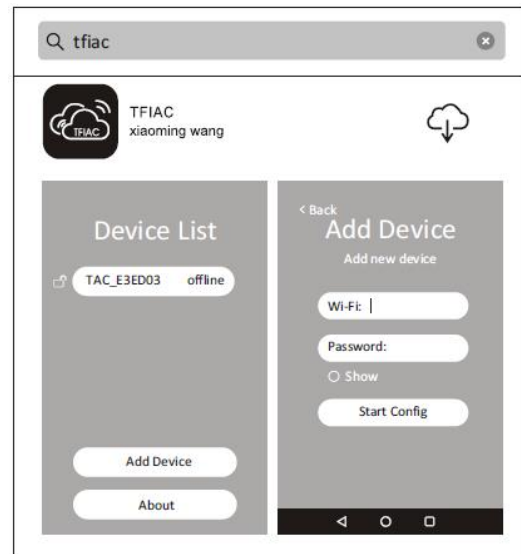 tfiac
TFIAC
TFIAC
xiaoming wang
Device List
TAC_E3ED03 offline
Add Device
About
< Back
Add Device
Add new device
Wi-Fi:
Password:
Show
Start Config